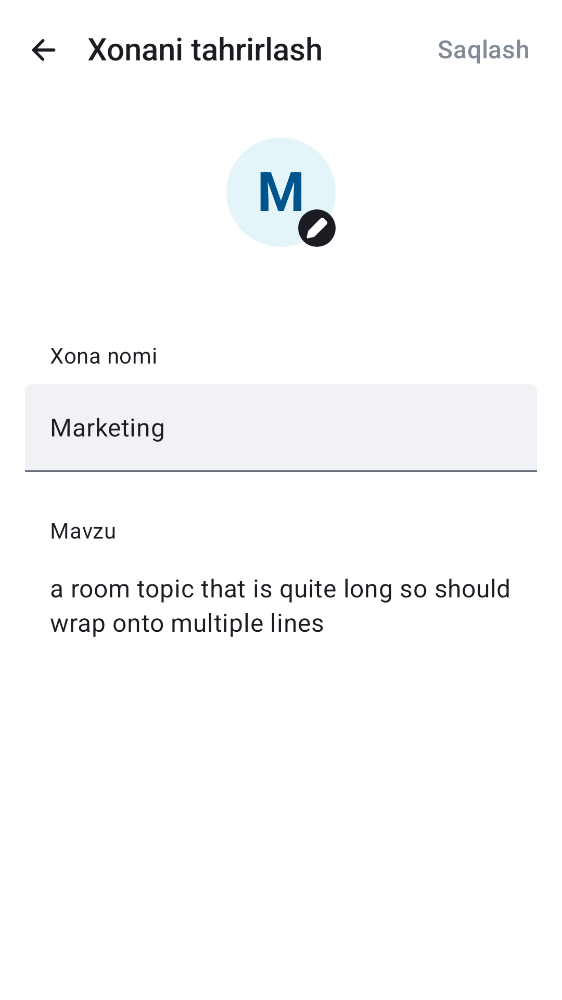 Xonani tahrirlash
Saqlash
M
Xona nomi
Marketing
Mavzu
a room topic that is quite long so should
wrap onto multiple lines